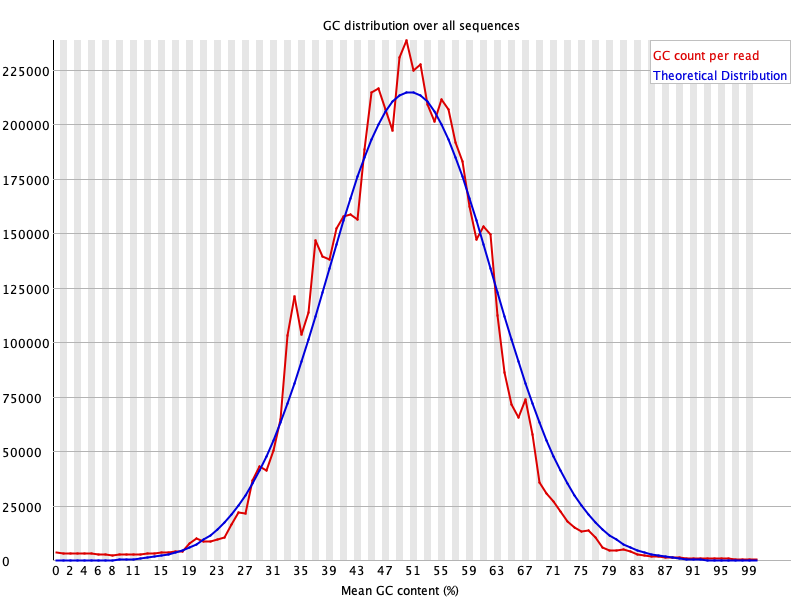 GC distribution over all sequences
GC count per read
Theoretical Distribution
225000
200000
175000
150000
125000
100000
75000
50000
25000
0
0 2 4 6 8 11 15 19 23 27 31 35 39 43 47 51 55 59 63 67 71 75 79 83 87 91 95 99
Mean GC content (%)